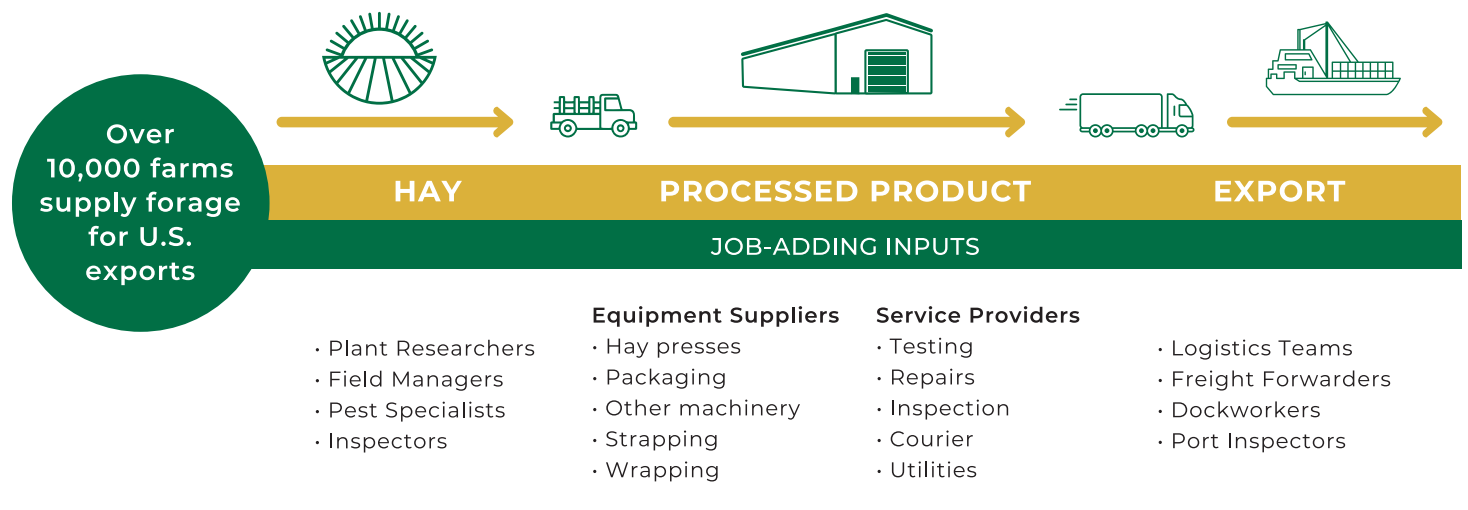 Over
10,000 farms
supply forage
for U.S.
exports
HAY
PROCESSED PRODUCT
EXPORT
JOB-ADDING INPUTS
· Plant Researchers
· Field Managers
· Pest Specialists
· Inspectors
Equipment Suppliers
· Hay presses
· Packaging
· Other machinery
· Strapping
· Wrapping
Service Providers
· Testing
· Repairs
· Inspection
· Courier
· Utilities
· Logistics Teams
· Freight Forwarders
· Dockworkers
· Port Inspectors